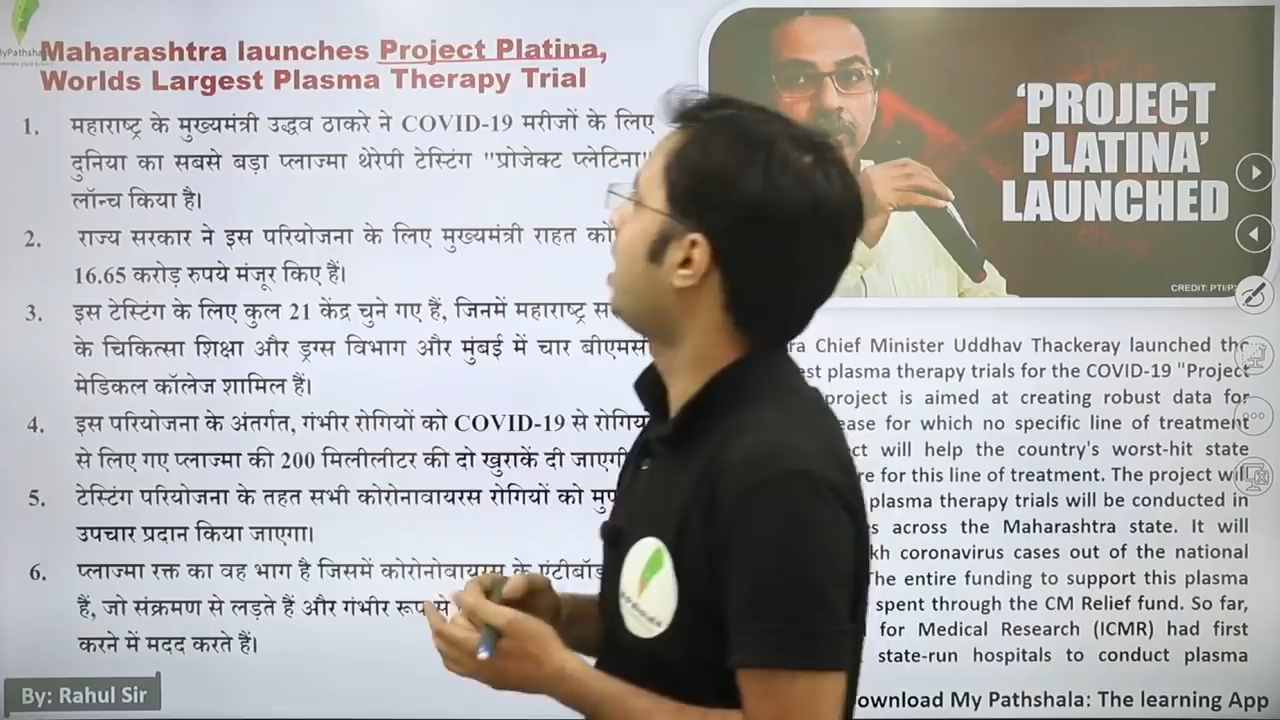 MyPathsha
Maharashtra launches Project Platina,
Worlds Largest Plasma Therapy Trial
1. महाराष्ट्र के मुख्यमंत्री उद्धव ठाकरे ने COVID-19 मरीजों के लिए
दुनिया का सबसे बड़ा प्लाज्मा थेरेपी टेस्टिंग "प्रोजेक्ट प्लेटिना"
लॉन्च किया है।
2. राज्य सरकार ने इस परियोजना के लिए मुख्यमंत्री राहत
16.65 करोड़ रुपये मंजूर किए हैं।
3. इस टेस्टिंग के लिए कुल 21 केंद्र चुने गए हैं, जिनमें महाराष्ट्र
के चिकित्सा शिक्षा और ड्रग्स विभाग और मुंबई में चार बीएमसी
मेडिकल कॉलेज शामिल हैं।
4. इस परियोजना के अंतर्गत, गंभीर रोगियों को COVID-19 से
से लिए गए प्लाज्मा की 200 मिलीलीटर की दो खुराकें दी
5. टेस्टिंग परियोजना के तहत सभी कोरोनावायरस रोगियों को
उपचार प्रदान किया जाएगा।
6. प्लाज्मा रक्त का वह भाग है जिसमें कोरोनोवायरस के
हैं, जो संक्रमण से लड़ते हैं और गंभीर रूप से
करने में मदद करते हैं।
By: Rahul Sir
'PROJECT
PLATINA'
LAUNCHED
CREDIT: PTI/P
Chief Minister Uddhav Thackeray launched the
plasma therapy trials for the COVID-19 "Project
project is aimed at creating robust data for
for which no specific line of treatment
will help the country's worst-hit state
for this line of treatment. The project will
plasma therapy trials will be conducted in
across the Maharashtra state. It will
coronavirus cases out of the national
The entire funding to support this plasma
spent through the CM Relief fund. So far,
for Medical Research (ICMR) had first
state-run hospitals to conduct plasma
ownload My Pathshala: The learning App